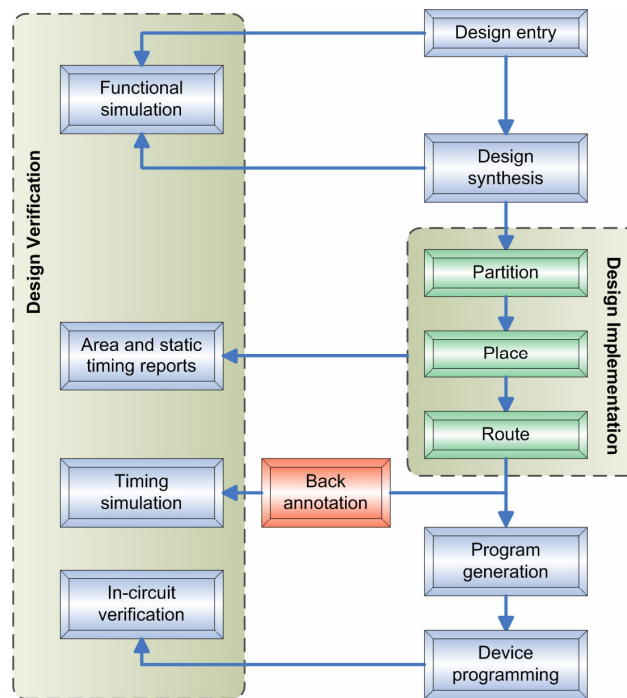 Design entry
Functional
simulation
Design
synthesis
Design Verification
Partition
Design Implementation
Area and static
timing reports
Place
Route
Timing
simulation
Back
annotation
Program
generation
In-circuit
verification
Device
programming